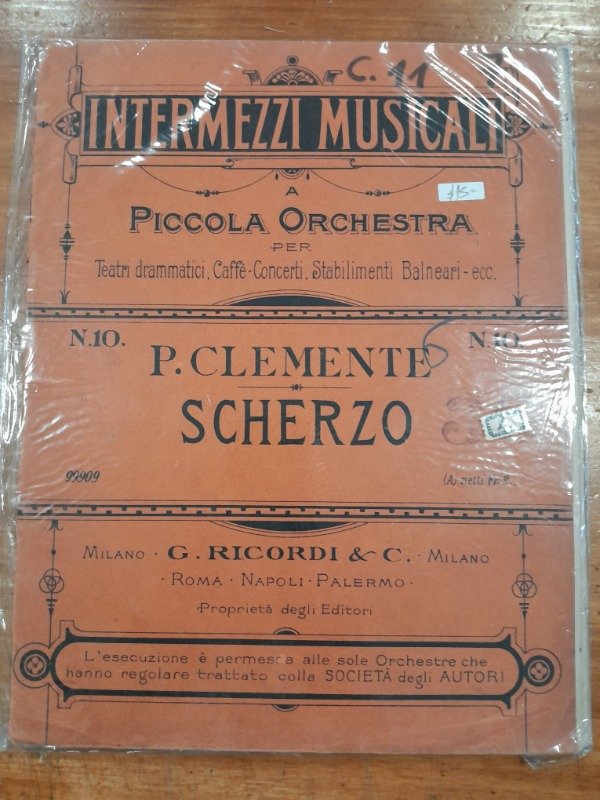 C. 11
INTERMEZZI MUSICALI
A
PICCOLA ORCHESTRA
PER
Teatri drammatici, Caffè-Concerti, Stabilimenti Balneari - ecc.
N.10. N.10.
P. CLEMENTE
SCHERZO
99909 (A) netti Fr.
MILANO · G. RICORDI & C. · MILANO
· ROMA · NAPOLI · PALERMO ·
Proprietà degli Editori
L'esecuzione è permessa alle sole Orchestre che
hanno regolare trattato colla SOCIETÀ degli AUTORI